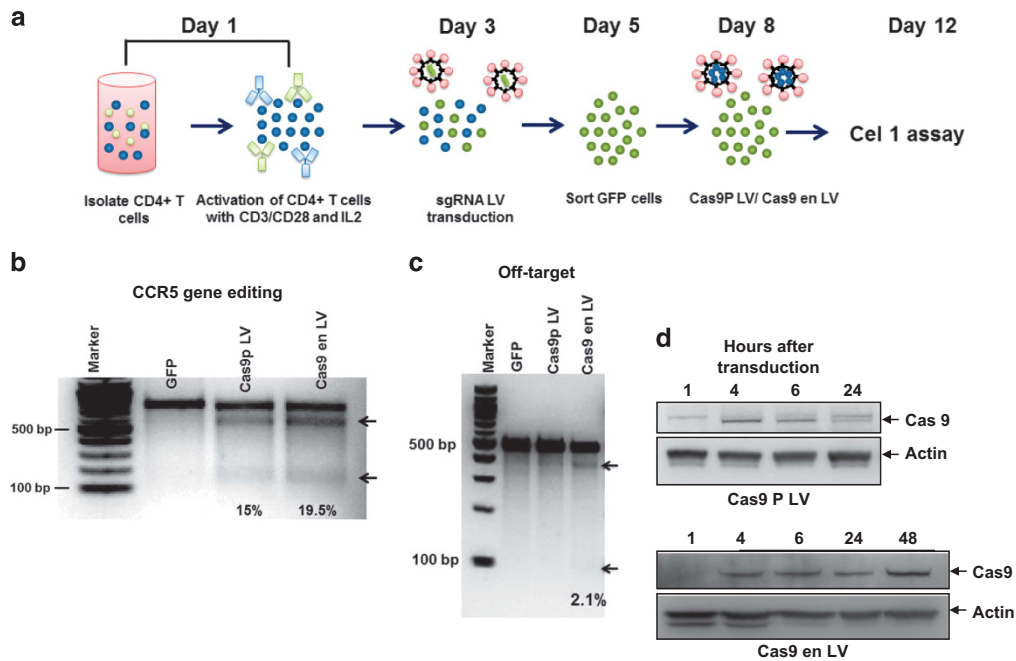 a
Day 1
Day 3
Day 5
Day 8
Day 12
Isolate CD4+ T
cells
Activation of CD4+ T cells
with CD3/CD28 and IL2
sgRNA LV
transduction
Sort GFP cells
Cas9P LV/ Cas9 en LV
Cel 1 assay
b
CCR5 gene editing
Marker
GFP
Cas9p LV
Cas9 en LV
500 bp
100 bp
15%
19.5%
c
Off-target
Marker
GFP
Cas9p LV
Cas9 en LV
500 bp
100 bp
2.1%
d
Hours after
transduction
1 4 6 24
Cas 9
Actin
Cas9 P LV
1 4 6 24 48
Cas9
Actin
Cas9 en LV